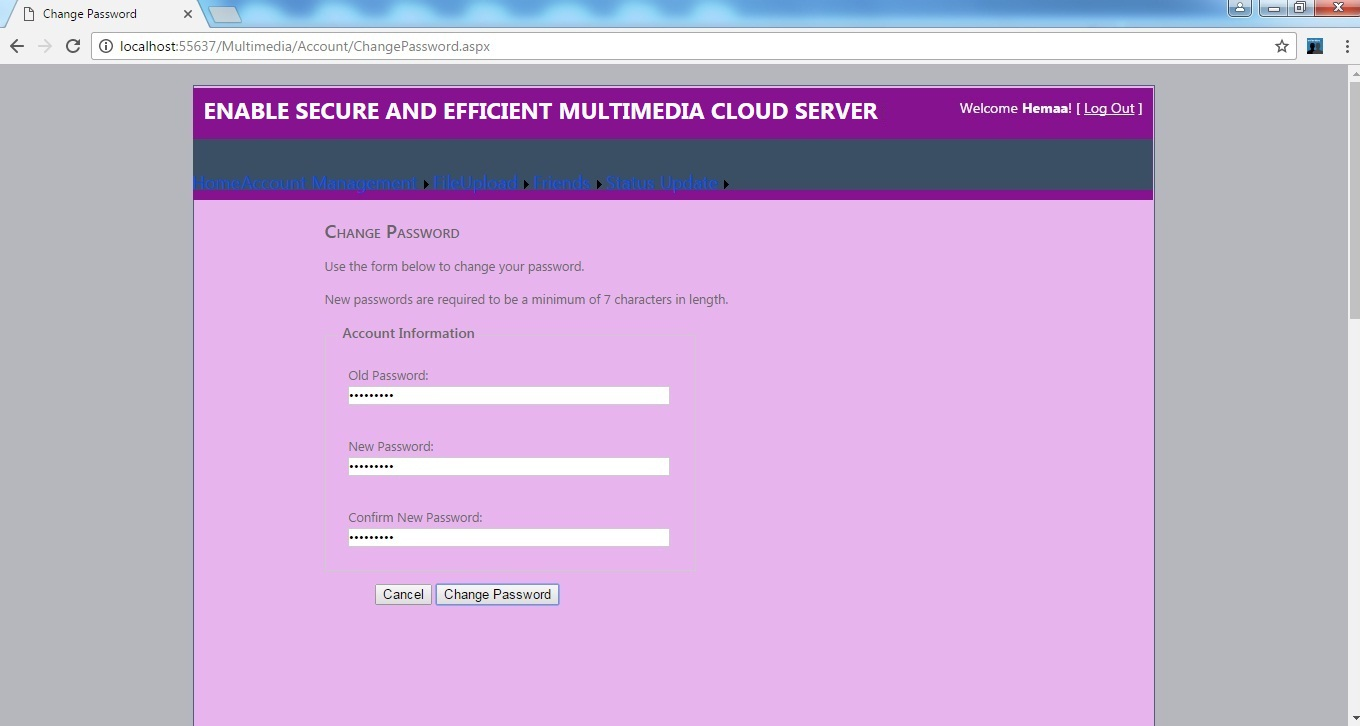 Change Password
localhost:55637/Multimedia/Account/ChangePassword.aspx
ENABLE SECURE AND EFFICIENT MULTIMEDIA CLOUD SERVER
Welcome Hemaa! [ Log Out ]
HomeAccount Management FileUpload Friends Status Update
CHANGE PASSWORD
Use the form below to change your password.
New passwords are required to be a minimum of 7 characters in length.
Account Information
Old Password:
•••••••••
New Password:
•••••••••
Confirm New Password:
•••••••••
Cancel Change Password